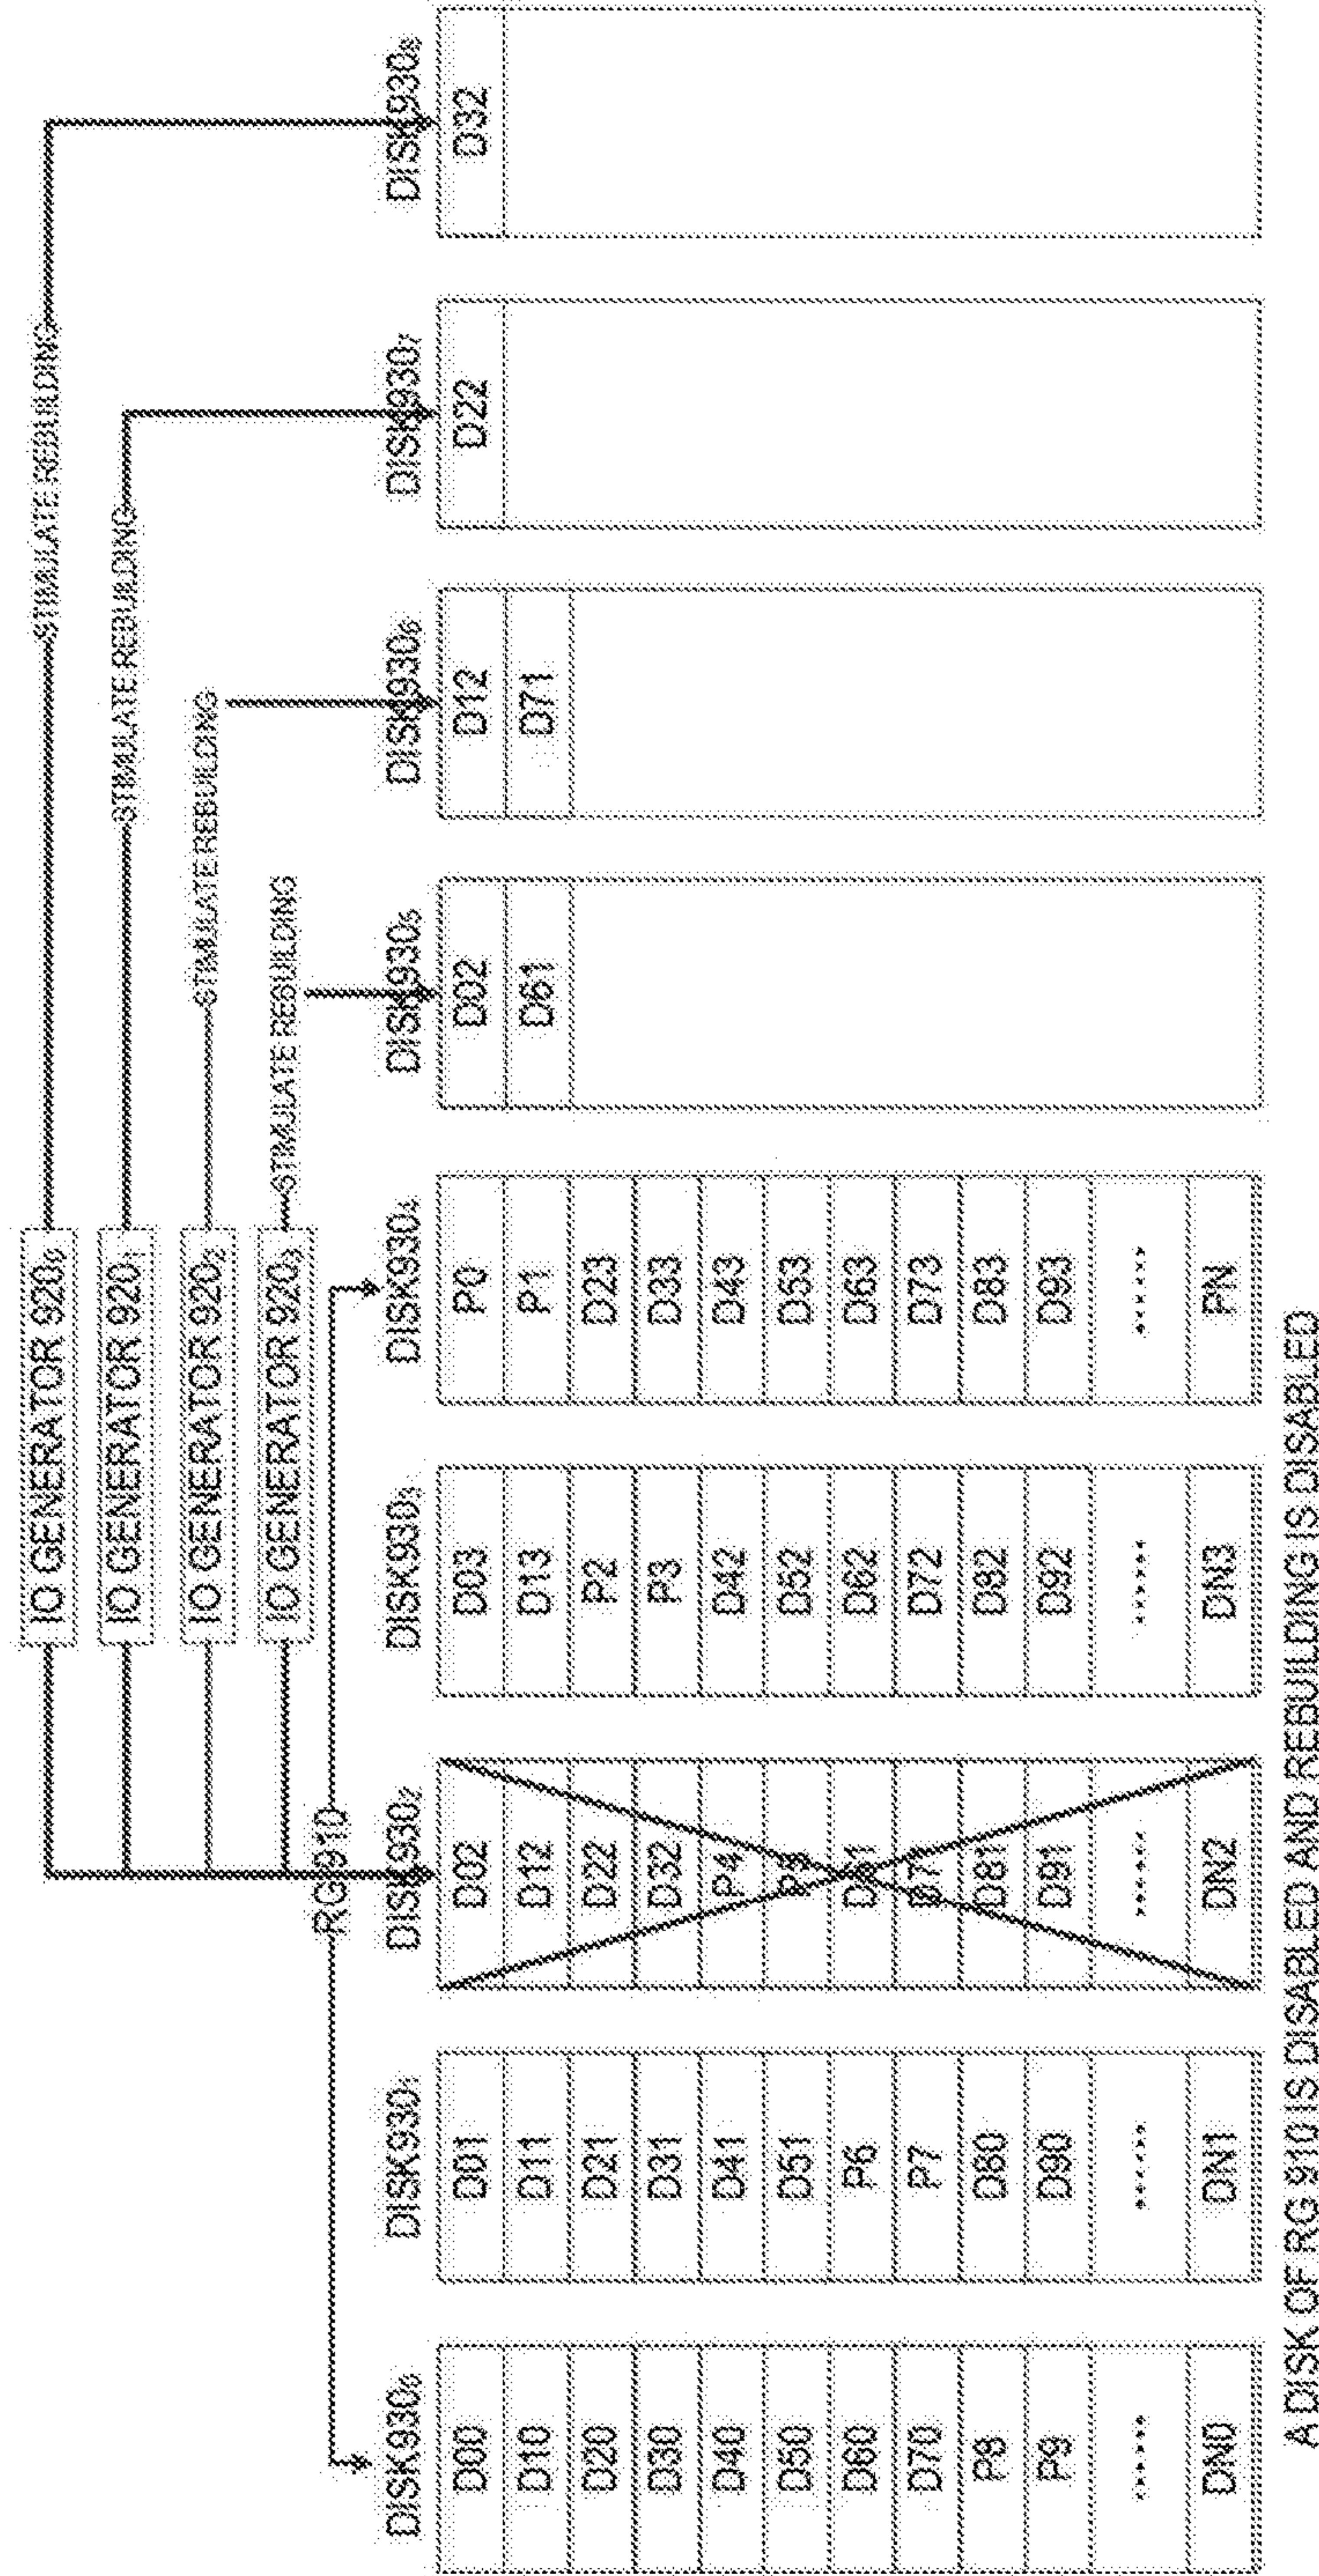 IO GENERATOR 920₀ STIMULATE REBUILDING
IO GENERATOR 920₁ STIMULATE REBUILDING
IO GENERATOR 920₂ STIMULATE REBUILDING
IO GENERATOR 920₃ STIMULATE REBUILDING
RG 910
DISK930₀ DISK930₁ DISK930₂ DISK930₃ DISK930₄ DISK930₅ DISK930₆ DISK930₇ DISK930₈
D00 D01 D02 D03 P0 D02 D12 D22 D32
D10 D11 D12 D13 P1 D61 D71
D20 D21 D22 P2 D23
D30 D31 D32 P3 D33
D40 D41 P4 D42 D43
D50 D51 P5 D52 D53
D60 P6 D62 D63
D70 P7 D72 D73
P8 D80 D81 D82 D83
P9 D90 D91 D92 D93
...... ...... ...... ...... ......
DN0 DN1 DN2 DN3 PN
A DISK OF RG 910 IS DISABLED AND REBUILDING IS DISABLED